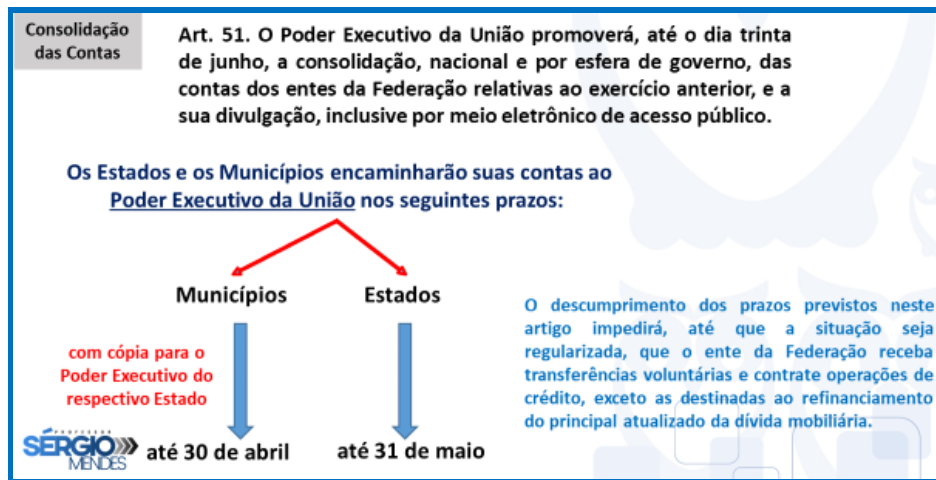 Consolidação
das Contas
Art. 51. O Poder Executivo da União promoverá, até o dia trinta
de junho, a consolidação, nacional e por esfera de governo, das
contas dos entes da Federação relativas ao exercício anterior, e a
sua divulgação, inclusive por meio eletrônico de acesso público.
Os Estados e os Municípios encaminharão suas contas ao
Poder Executivo da União nos seguintes prazos:
Municípios
Estados
com cópia para o
Poder Executivo do
respectivo Estado
até 30 de abril
até 31 de maio
O descumprimento dos prazos previstos neste
artigo impedirá, até que a situação seja
regularizada, que o ente da Federação receba
transferências voluntárias e contrate operações de
crédito, exceto as destinadas ao refinanciamento
do principal atualizado da dívida mobiliária.
PROFESSOR
SÉRGIO
MENDES